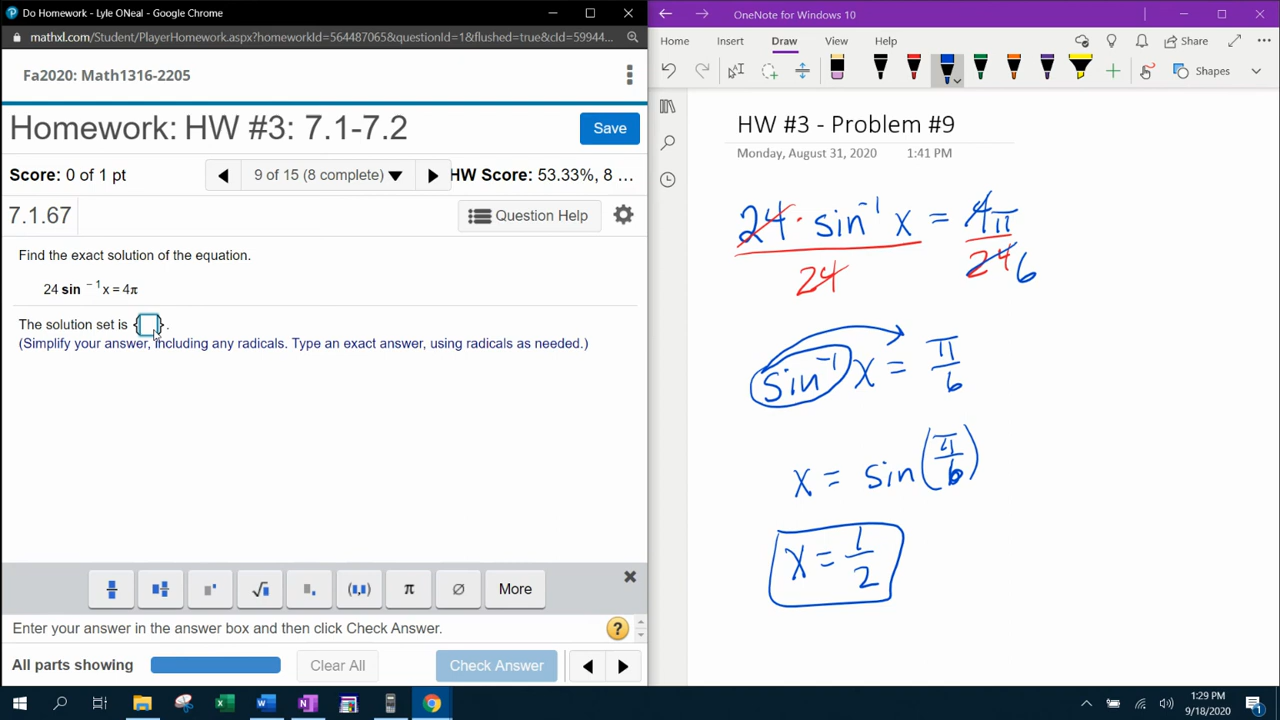 Do Homework - Lyle ONeal - Google Chrome
mathxl.com/Student/PlayerHomework.aspx?homeworkId=564487065&questionId=1&flushed=true&cId=59944...
Fa2020: Math1316-2205
Homework: HW #3: 7.1-7.2
Save
Score: 0 of 1 pt
9 of 15 (8 complete)
HW Score: 53.33%, 8 ...
7.1.67
Question Help
Find the exact solution of the equation.
24 sin ⁻¹x = 4π
The solution set is { }.
(Simplify your answer, including any radicals. Type an exact answer, using radicals as needed.)
(▪,▪)
π
∅
More
Enter your answer in the answer box and then click Check Answer.
?
All parts showing
Clear All
Check Answer
OneNote for Windows 10
Home
Insert
Draw
View
Help
Share
Shapes
HW #3 - Problem #9
Monday, August 31, 2020
1:41 PM
24 · sin⁻¹ x = 4π
24 24 6
sin⁻¹ x = π/6
x = sin(π/6)
x = 1/2
1:29 PM
9/18/2020
1